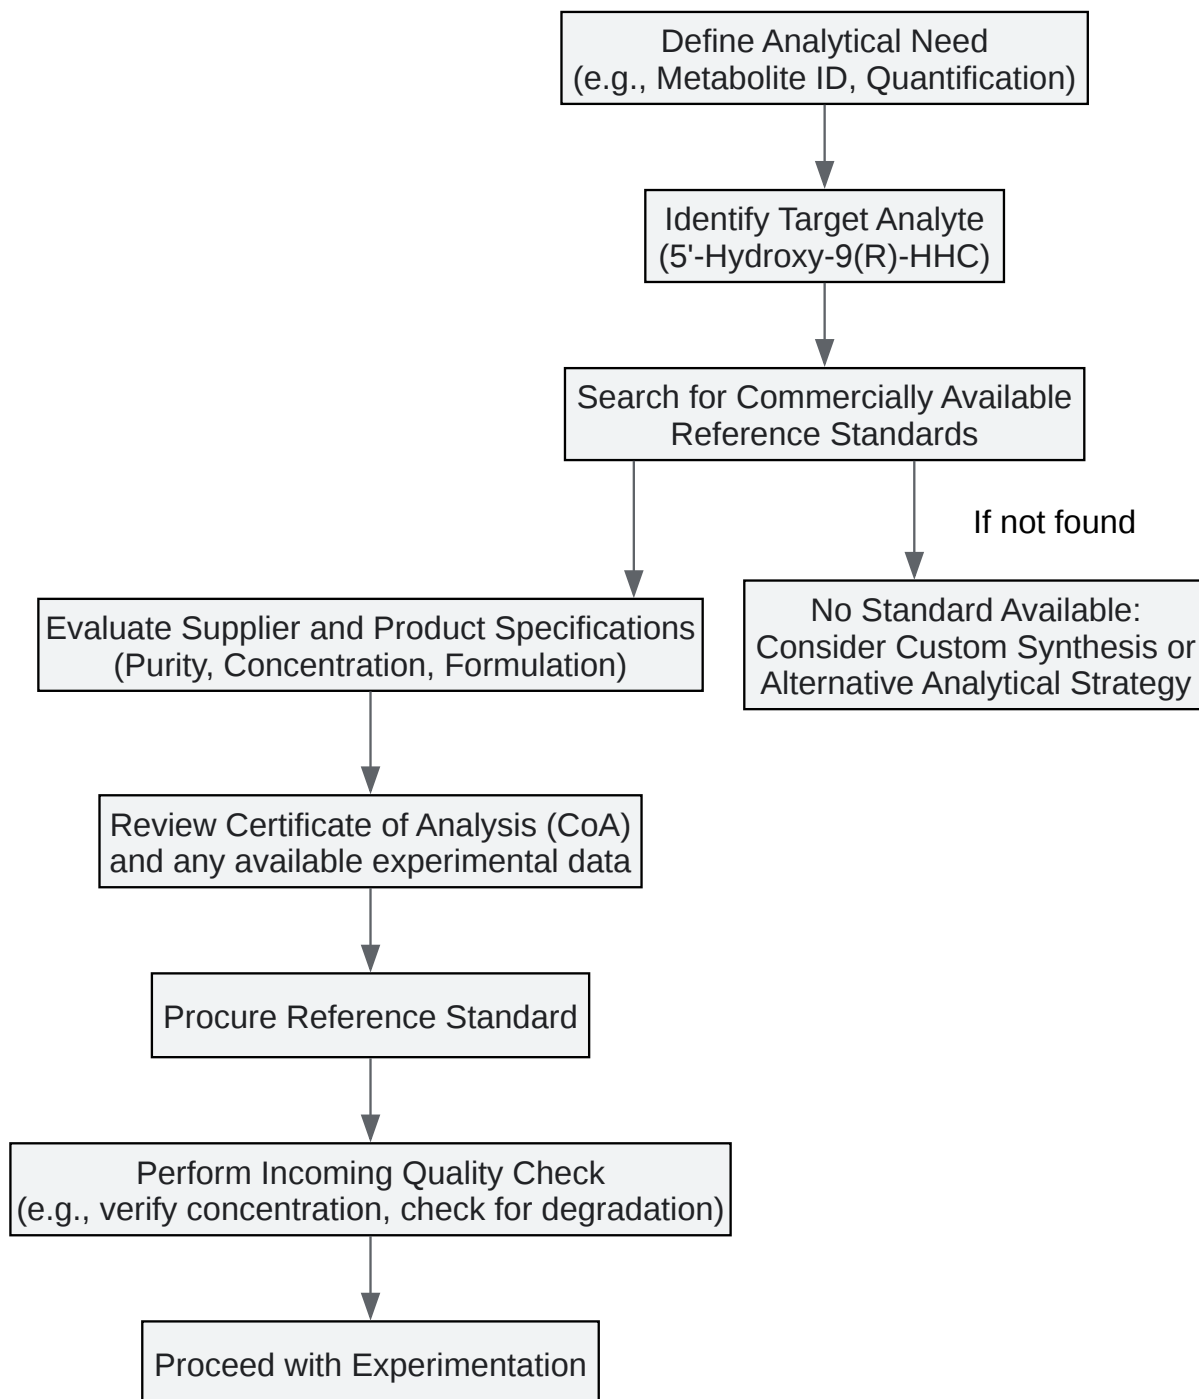 Define Analytical Need
(e.g., Metabolite ID, Quantification)
Identify Target Analyte
(5'-Hydroxy-9(R)-HHC)
Search for Commercially Available
Reference Standards
If not found
Evaluate Supplier and Product Specifications
(Purity, Concentration, Formulation)
No Standard Available:
Consider Custom Synthesis or
Alternative Analytical Strategy
Review Certificate of Analysis (CoA)
and any available experimental data
Procure Reference Standard
Perform Incoming Quality Check
(e.g., verify concentration, check for degradation)
Proceed with Experimentation